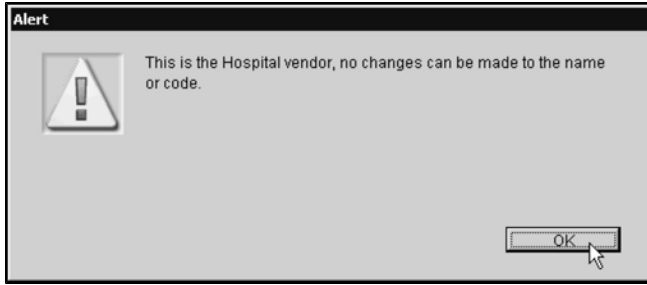 Alert
This is the Hospital vendor, no changes can be made to the name
or code.
OK